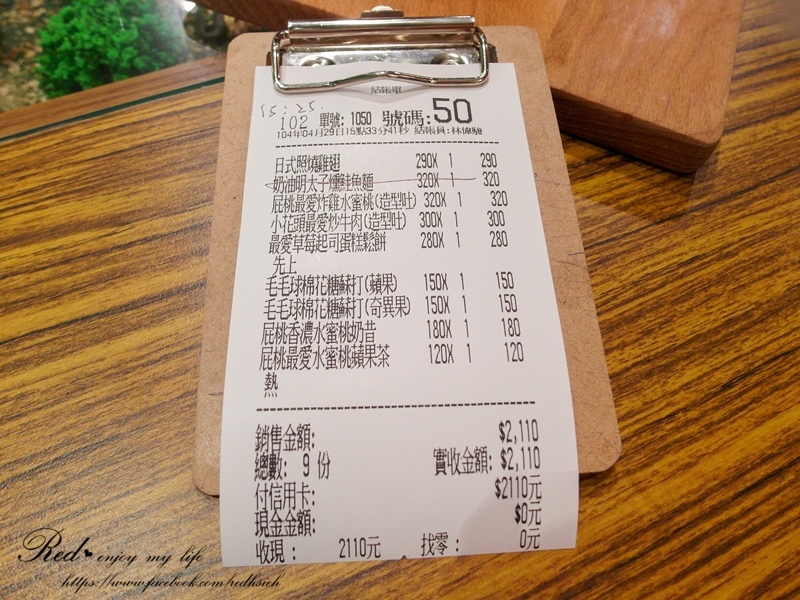 結帳單
15:25.
102 單號: 1050 號碼:50
104年04月29日15點33分41秒 結帳員:林
日式照燒雞翅 290X 1 290
奶油明太子燻鮭魚麵 320X 1 320
屁桃最愛炸雞水蜜桃(造型吐) 320X 1 320
小花頭最愛炒牛肉(造型吐) 300X 1 300
最愛草莓起司蛋糕鬆餅 280X 1 280
先上
毛毛球棉花糖蘇打(蘋果) 150X 1 150
毛毛球棉花糖蘇打(奇異果) 150X 1 150
屁桃香濃水蜜桃奶昔 180X 1 180
屁桃最愛水蜜桃蘋果茶 120X 1 120
熱
銷售金額: $2,110
總數: 9 份 實收金額: $2,110
付信用卡: $2110元
現金金額: $0元
收現: 2110元 找零: 0元
Red enjoy my life
https://www.facebook.com/redhsieh